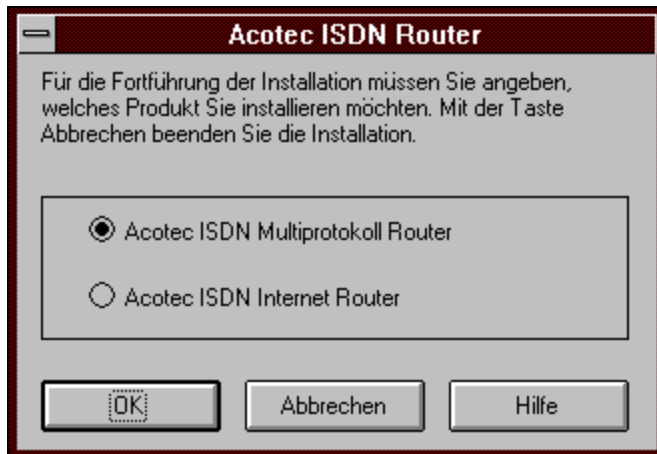 Acotec ISDN Router
Für die Fortführung der Installation müssen Sie angeben,
welches Produkt Sie installieren möchten. Mit der Taste
Abbrechen beenden Sie die Installation.
Acotec ISDN Multiprotokoll Router
Acotec ISDN Internet Router
OK
Abbrechen
Hilfe